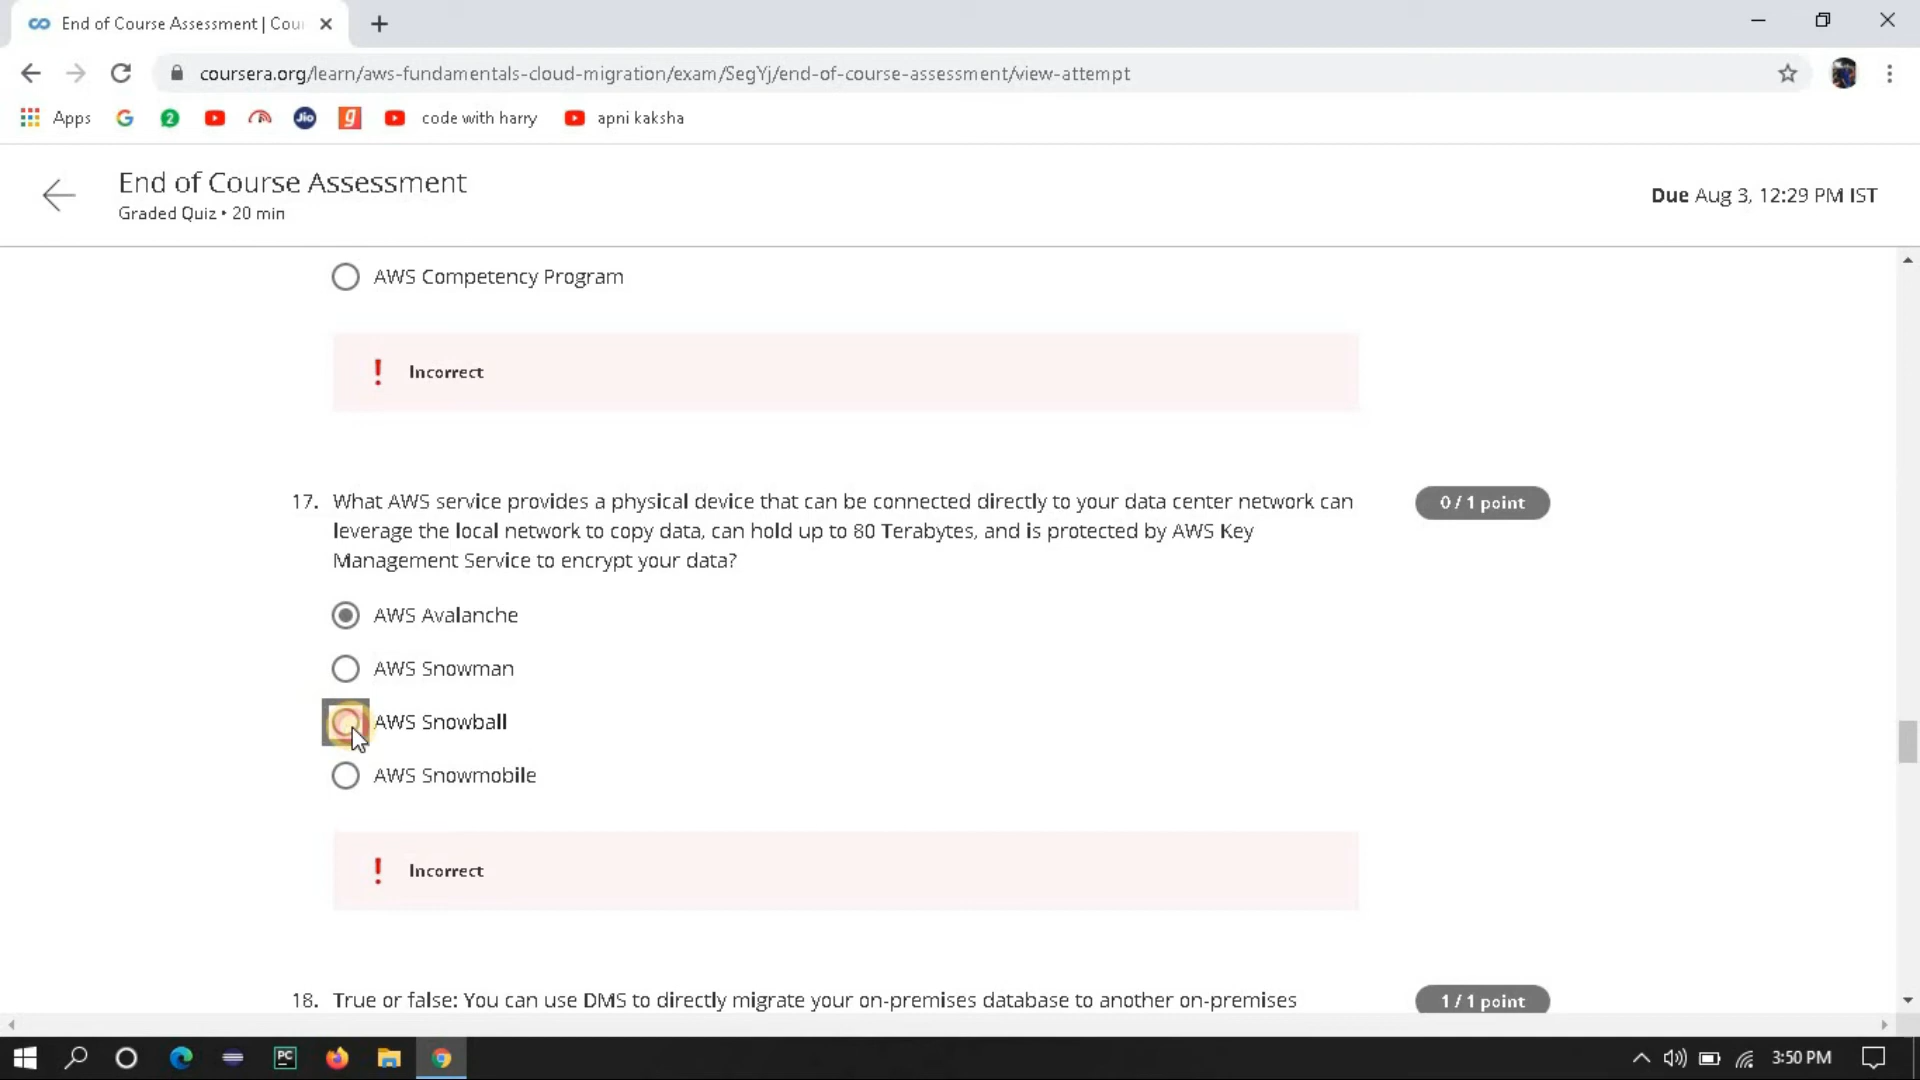 End of Course Assessment | Cou
coursera.org/learn/aws-fundamentals-cloud-migration/exam/SegYj/end-of-course-assessment/view-attempt
Apps
G
2
Jio
g
code with harry
apni kaksha
End of Course Assessment
Graded Quiz • 20 min
Due Aug 3, 12:29 PM IST
AWS Competency Program
! Incorrect
17. What AWS service provides a physical device that can be connected directly to your data center network can
leverage the local network to copy data, can hold up to 80 Terabytes, and is protected by AWS Key
Management Service to encrypt your data?
0 / 1 point
AWS Avalanche
AWS Snowman
AWS Snowball
AWS Snowmobile
! Incorrect
18. True or false: You can use DMS to directly migrate your on-premises database to another on-premises
1 / 1 point
PC
3:50 PM